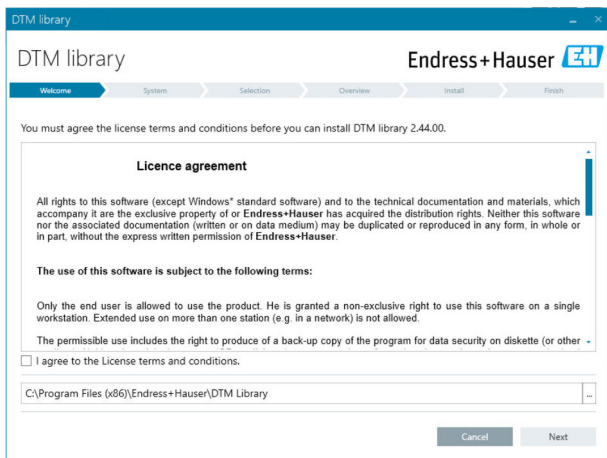 DTM library
DTM library
Endress+Hauser EH
Welcome System Selection Overview Install Finish
You must agree the license terms and conditions before you can install DTM library 2.44.00.
Licence agreement
All rights to this software (except Windows* standard software) and to the technical documentation and materials, which
accompany it are the exclusive property of or Endress+Hauser has acquired the distribution rights. Neither this software
nor the associated documentation (written or on data medium) may be duplicated or reproduced in any form, in whole or
in part, without the express written permission of Endress+Hauser.
The use of this software is subject to the following terms:
Only the end user is allowed to use the product. He is granted a non-exclusive right to use this software on a single
workstation. Extended use on more than one station (e.g. in a network) is not allowed.
The permissible use includes the right to produce of a back-up copy of the program for data security on diskette (or other
I agree to the License terms and conditions.
C:\Program Files (x86)\Endress+Hauser\DTM Library
...
Cancel Next